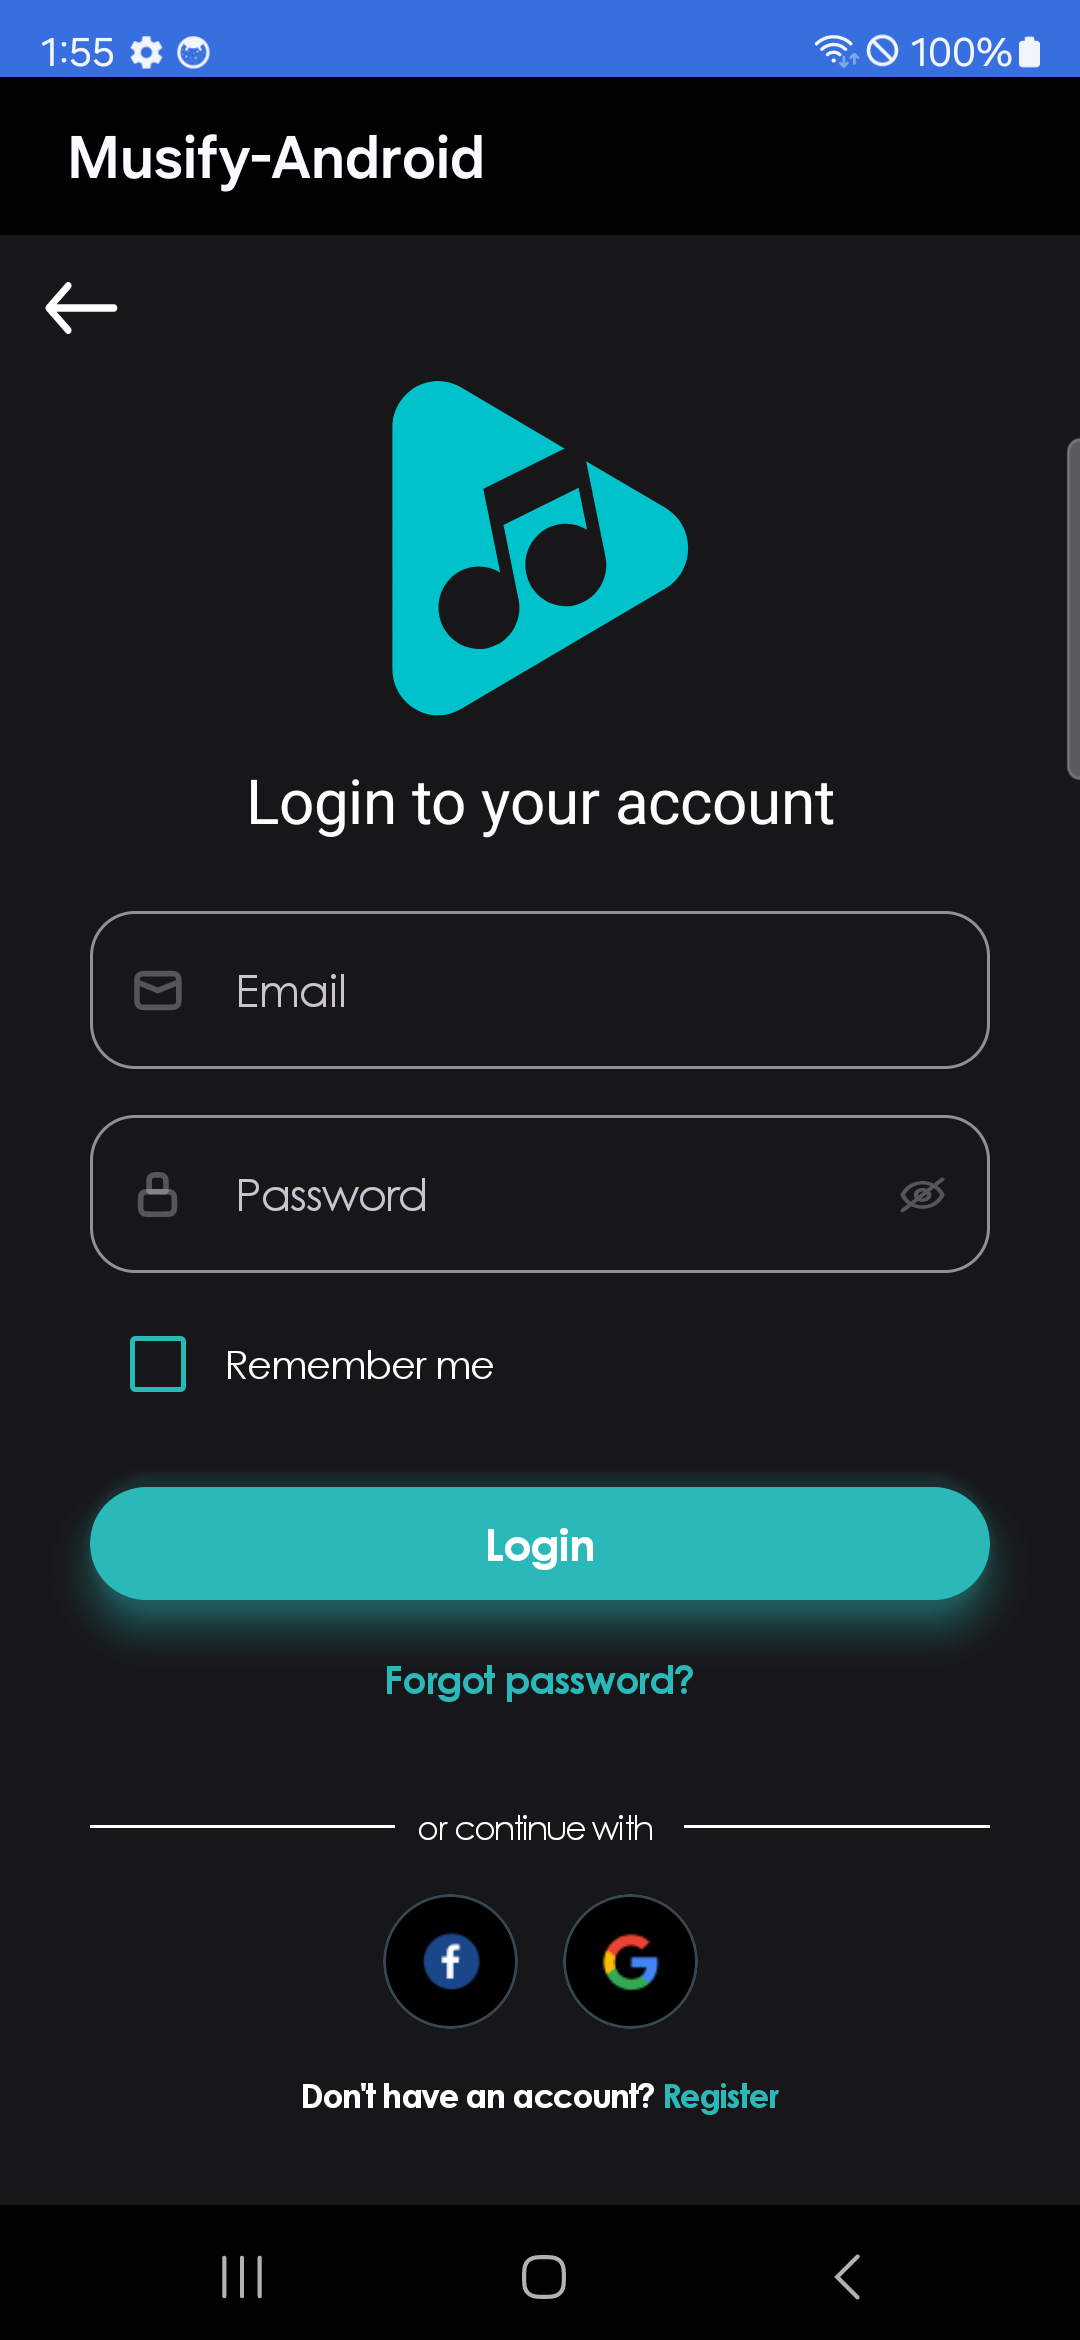 1:55 100%
Musify-Android
Login to your account
Email
Password
Remember me
Login
Forgot password?
or continue with
Don't have an account? Register